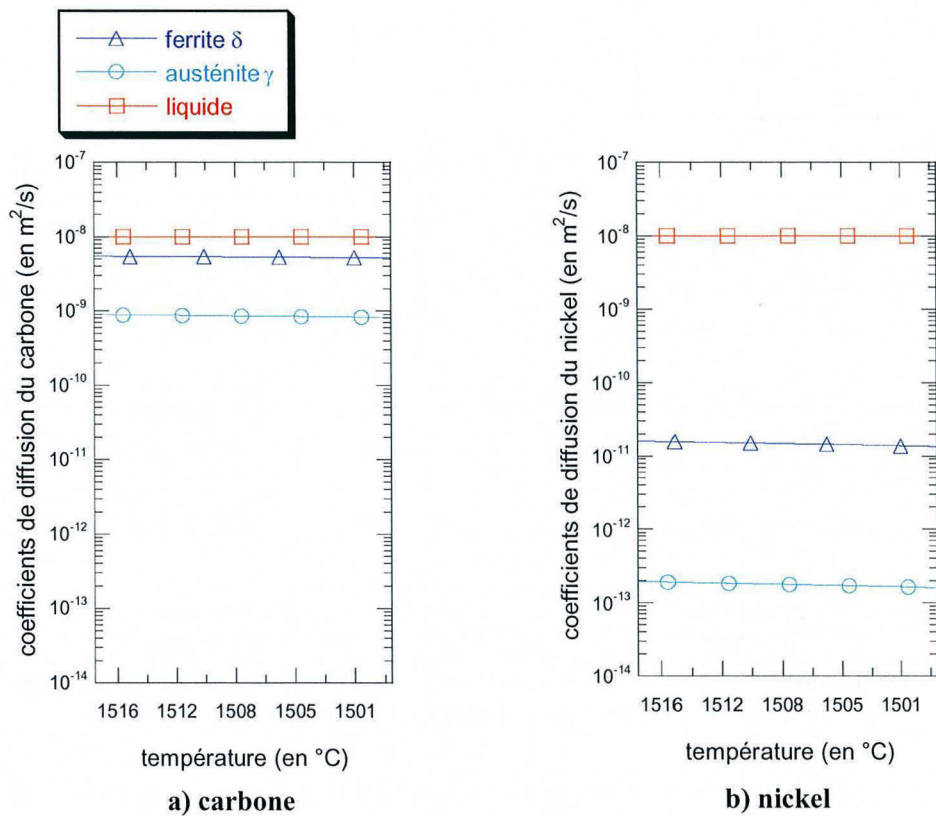 ferrite δ
austénite γ
liquide
coefficients de diffusion du carbone (en m²/s)
10⁻⁷
10⁻⁸
10⁻⁹
10⁻¹⁰
10⁻¹¹
10⁻¹²
10⁻¹³
10⁻¹⁴
1516 1512 1508 1505 1501
température (en °C)
a) carbone
coefficients de diffusion du nickel (en m²/s)
10⁻⁷
10⁻⁸
10⁻⁹
10⁻¹⁰
10⁻¹¹
10⁻¹²
10⁻¹³
10⁻¹⁴
1516 1512 1508 1505 1501
température (en °C)
b) nickel